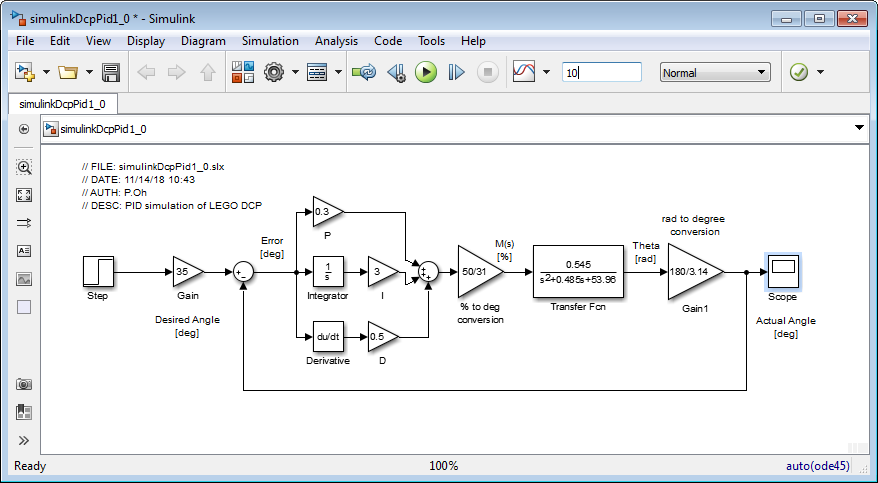 simulinkDcpPid1_0 * - Simulink
File Edit View Display Diagram Simulation Analysis Code Tools Help
10
Normal
simulinkDcpPid1_0
simulinkDcpPid1_0
// FILE: simulinkDcpPid1_0.slx
// DATE: 11/14/18 10:43
// AUTH: P.Oh
// DESC: PID simulation of LEGO DCP
Step
35
Gain
Desired Angle
[deg]
Error
[deg]
0.3
P
1
s
Integrator
3
I
du/dt
Derivative
0.5
D
50/31
% to deg
conversion
M(s)
[%]
0.545
s2+0.485s+53.96
Transfer Fcn
Theta
[rad]
rad to degree
conversion
180/3.14
Gain1
Scope
Actual Angle
[deg]
Ready 100% auto(ode45)